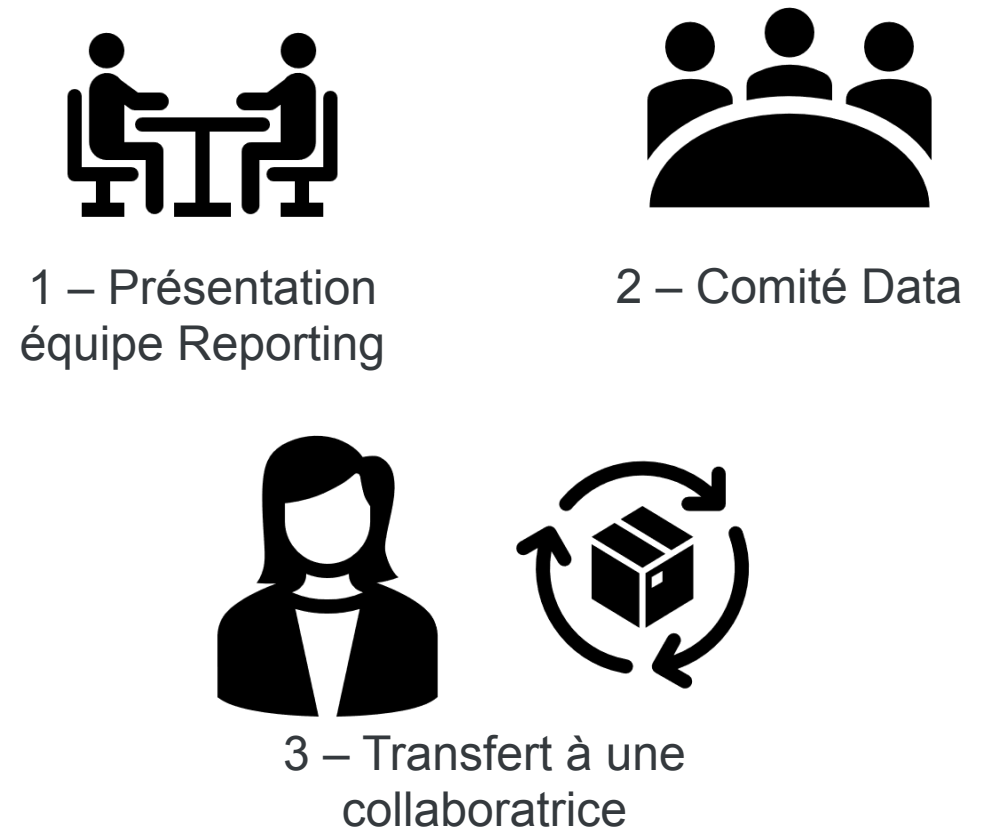 1 – Présentation
équipe Reporting
2 – Comité Data
3 – Transfert à une
collaboratrice